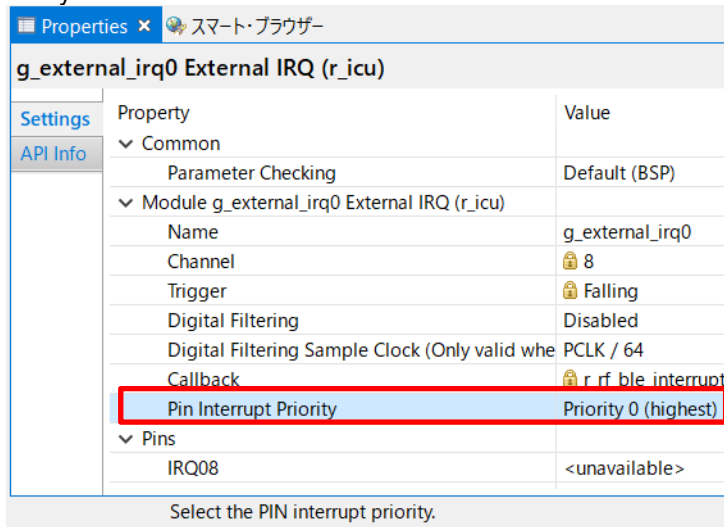 Properties × スマート・ブラウザー
g_external_irq0 External IRQ (r_icu)
Settings
API Info
Property Value
Common
Parameter Checking Default (BSP)
Module g_external_irq0 External IRQ (r_icu)
Name g_external_irq0
Channel 8
Trigger Falling
Digital Filtering Disabled
Digital Filtering Sample Clock (Only valid whe PCLK / 64
Callback r_rf_ble_interrupt
Pin Interrupt Priority Priority 0 (highest)
Pins
IRQ08 <unavailable>
Select the PIN interrupt priority.